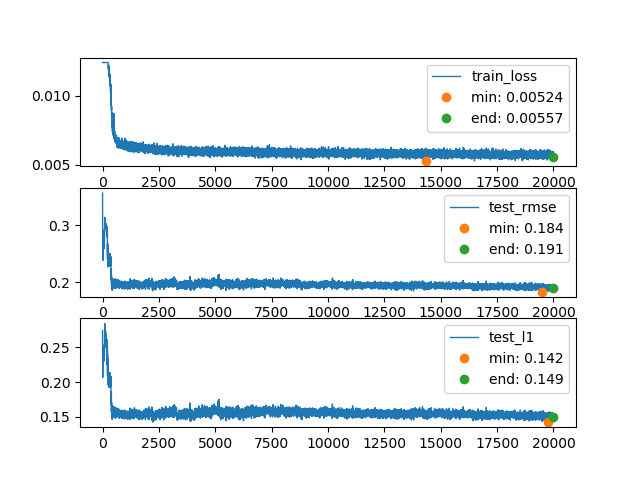 train_loss
min: 0.00524
end: 0.00557
0.010
0.005
0 2500 5000 7500 10000 12500 15000 17500 20000
test_rmse
min: 0.184
end: 0.191
0.3
0.2
0 2500 5000 7500 10000 12500 15000 17500 20000
test_l1
min: 0.142
end: 0.149
0.25
0.20
0.15
0 2500 5000 7500 10000 12500 15000 17500 20000